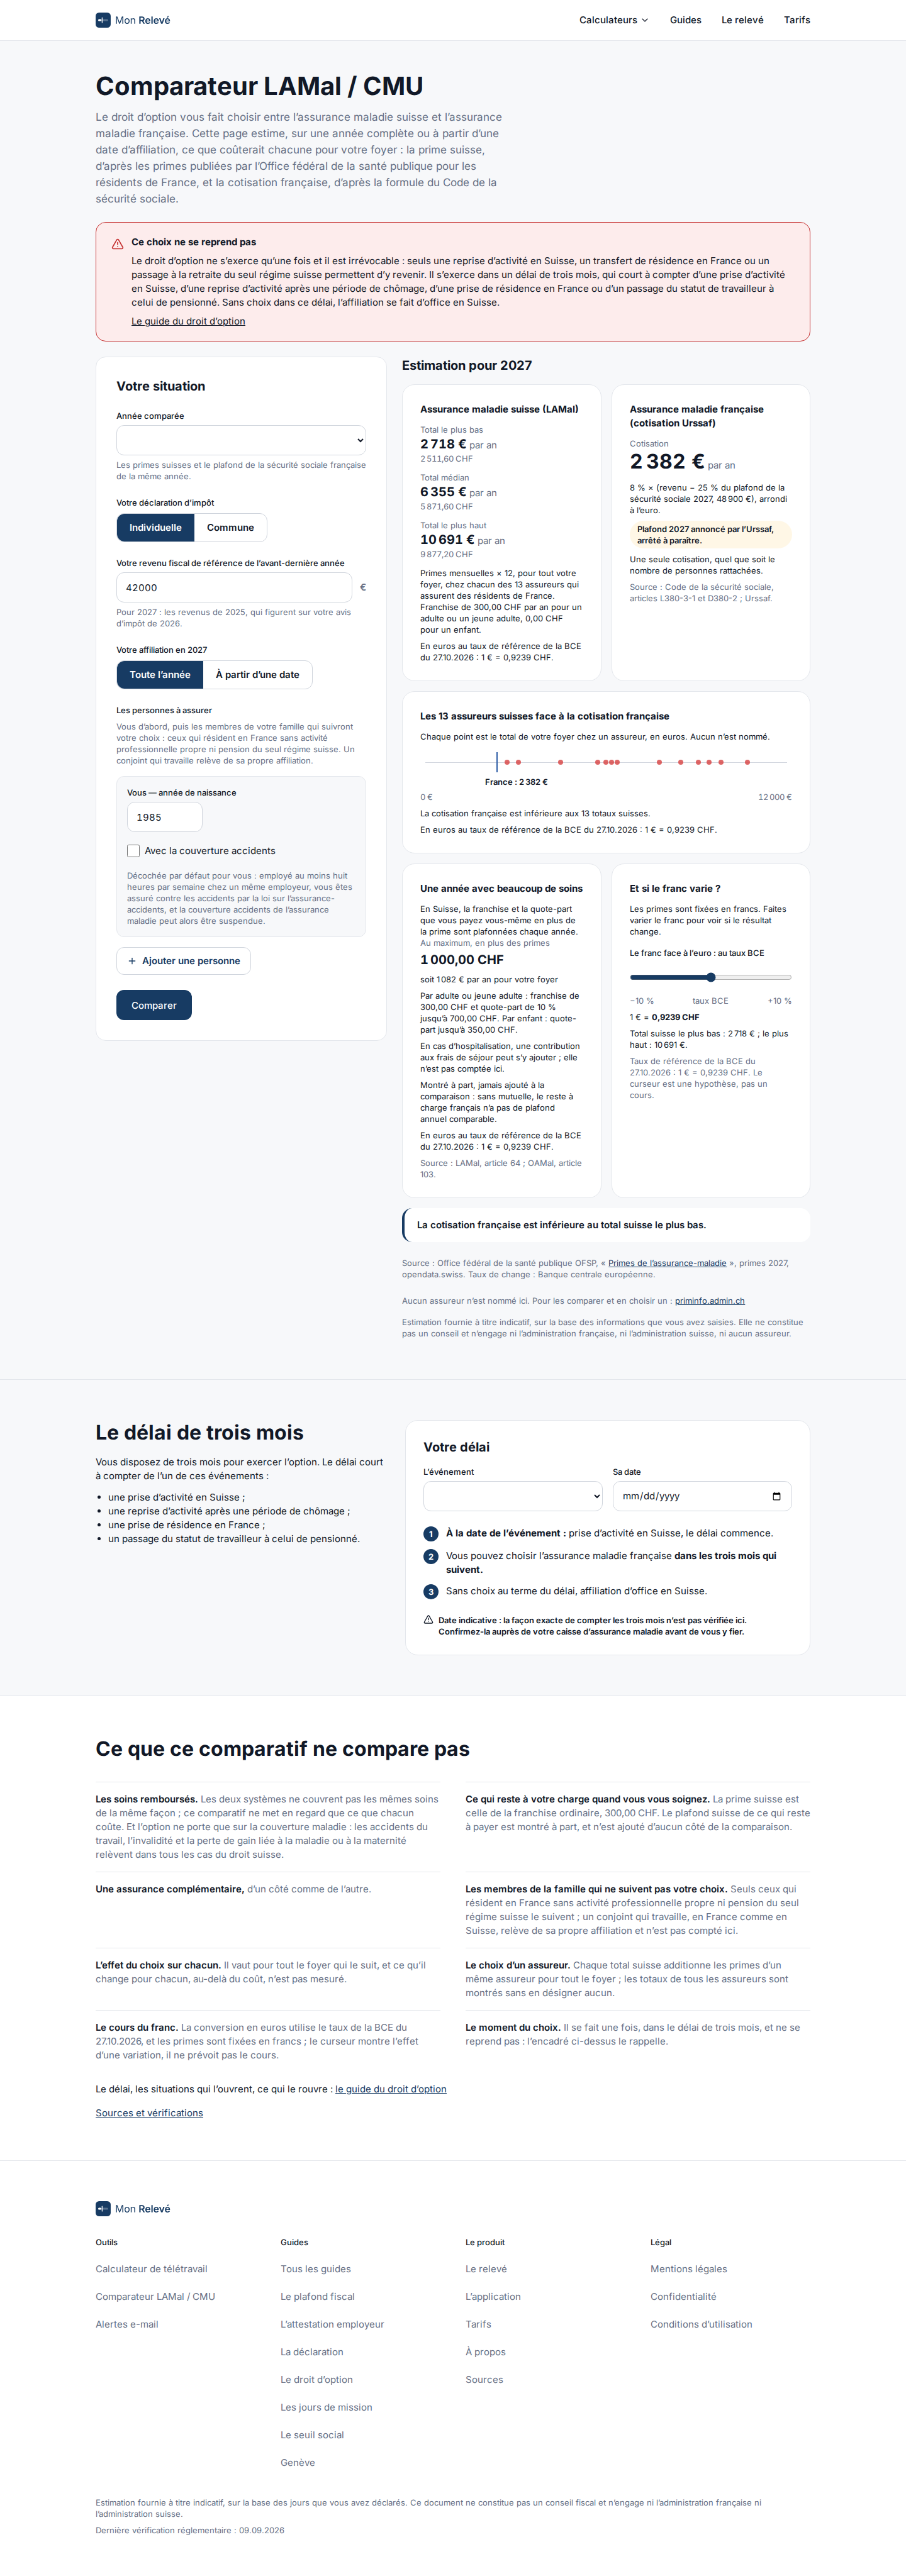 Mon Relevé
Calculateurs
Guides
Le relevé
Tarifs
Comparateur LAMal / CMU
Le droit d’option vous fait choisir entre l’assurance maladie suisse et l’assurance
maladie française. Cette page estime, sur une année complète ou à partir d’une
date d’affiliation, ce que coûterait chacune pour votre foyer : la prime suisse,
d’après les primes publiées par l’Office fédéral de la santé publique pour les
résidents de France, et la cotisation française, d’après la formule du Code de la
sécurité sociale.
Ce choix ne se reprend pas
Le droit d’option ne s’exerce qu’une fois et il est irrévocable : seuls une reprise d’activité en Suisse, un transfert de résidence en France ou un
passage à la retraite du seul régime suisse permettent d’y revenir. Il s’exerce dans un délai de trois mois, qui court à compter d’une prise d’activité
en Suisse, d’une reprise d’activité après une période de chômage, d’une prise de résidence en France ou d’un passage du statut de travailleur à
celui de pensionné. Sans choix dans ce délai, l’affiliation se fait d’office en Suisse.
Le guide du droit d’option
Votre situation
Année comparée
Les primes suisses et le plafond de la sécurité sociale française
de la même année.
Votre déclaration d’impôt
Individuelle
Commune
Votre revenu fiscal de référence de l’avant-dernière année
42000
€
Pour 2027 : les revenus de 2025, qui figurent sur votre avis
d’impôt de 2026.
Votre affiliation en 2027
Toute l’année
À partir d’une date
Les personnes à assurer
Vous d’abord, puis les membres de votre famille qui suivront
votre choix : ceux qui résident en France sans activité
professionnelle propre ni pension du seul régime suisse. Un
conjoint qui travaille relève de sa propre affiliation.
Vous — année de naissance
1985
Avec la couverture accidents
Décochée par défaut pour vous : employé au moins huit
heures par semaine chez un même employeur, vous êtes
assuré contre les accidents par la loi sur l’assurance-
accidents, et la couverture accidents de l’assurance
maladie peut alors être suspendue.
Ajouter une personne
Comparer
Estimation pour 2027
Assurance maladie suisse (LAMal)
Total le plus bas
2 718 € par an
2 511,60 CHF
Total médian
6 355 € par an
5 871,60 CHF
Total le plus haut
10 691 € par an
9 877,20 CHF
Primes mensuelles × 12, pour tout votre
foyer, chez chacun des 13 assureurs qui
assurent des résidents de France.
Franchise de 300,00 CHF par an pour un
adulte ou un jeune adulte, 0,00 CHF
pour un enfant.
En euros au taux de référence de la BCE
du 27.10.2026 : 1 € = 0,9239 CHF.
Assurance maladie française
(cotisation Urssaf)
Cotisation
2 382 € par an
8 % × (revenu − 25 % du plafond de la
sécurité sociale 2027, 48 900 €), arrondi
à l’euro.
Plafond 2027 annoncé par l’Urssaf,
arrêté à paraître.
Une seule cotisation, quel que soit le
nombre de personnes rattachées.
Source : Code de la sécurité sociale,
articles L380-3-1 et D380-2 ; Urssaf.
Les 13 assureurs suisses face à la cotisation française
Chaque point est le total de votre foyer chez un assureur, en euros. Aucun n’est nommé.
France : 2 382 €
0 €
12 000 €
La cotisation française est inférieure aux 13 totaux suisses.
En euros au taux de référence de la BCE du 27.10.2026 : 1 € = 0,9239 CHF.
Une année avec beaucoup de soins
En Suisse, la franchise et la quote-part
que vous payez vous-même en plus de
la prime sont plafonnées chaque année.
Au maximum, en plus des primes
1 000,00 CHF
soit 1 082 € par an pour votre foyer
Par adulte ou jeune adulte : franchise de
300,00 CHF et quote-part de 10 %
jusqu’à 700,00 CHF. Par enfant : quote-
part jusqu’à 350,00 CHF.
En cas d’hospitalisation, une contribution
aux frais de séjour peut s’y ajouter ; elle
n’est pas comptée ici.
Montré à part, jamais ajouté à la
comparaison : sans mutuelle, le reste à
charge français n’a pas de plafond
annuel comparable.
En euros au taux de référence de la BCE
du 27.10.2026 : 1 € = 0,9239 CHF.
Source : LAMal, article 64 ; OAMal, article
103.
Et si le franc varie ?
Les primes sont fixées en francs. Faites
varier le franc pour voir si le résultat
change.
Le franc face à l’euro : au taux BCE
−10 %
taux BCE
+10 %
1 € = 0,9239 CHF
Total suisse le plus bas : 2 718 € ; le plus
haut : 10 691 €.
Taux de référence de la BCE du
27.10.2026 : 1 € = 0,9239 CHF. Le
curseur est une hypothèse, pas un
cours.
La cotisation française est inférieure au total suisse le plus bas.
Source : Office fédéral de la santé publique OFSP, « Primes de l’assurance-maladie », primes 2027,
opendata.swiss. Taux de change : Banque centrale européenne.
Aucun assureur n’est nommé ici. Pour les comparer et en choisir un : priminfo.admin.ch
Estimation fournie à titre indicatif, sur la base des informations que vous avez saisies. Elle ne constitue
pas un conseil et n’engage ni l’administration française, ni l’administration suisse, ni aucun assureur.
Le délai de trois mois
Vous disposez de trois mois pour exercer l’option. Le délai court
à compter de l’un de ces événements :
• une prise d’activité en Suisse ;
• une reprise d’activité après une période de chômage ;
• une prise de résidence en France ;
• un passage du statut de travailleur à celui de pensionné.
Votre délai
L’événement
Sa date
mm/dd/yyyy
1 À la date de l’événement : prise d’activité en Suisse, le délai commence.
2 Vous pouvez choisir l’assurance maladie française dans les trois mois qui
suivent.
3 Sans choix au terme du délai, affiliation d’office en Suisse.
Date indicative : la façon exacte de compter les trois mois n’est pas vérifiée ici.
Confirmez-la auprès de votre caisse d’assurance maladie avant de vous y fier.
Ce que ce comparatif ne compare pas
Les soins remboursés. Les deux systèmes ne couvrent pas les mêmes soins
de la même façon ; ce comparatif ne met en regard que ce que chacun
coûte. Et l’option ne porte que sur la couverture maladie : les accidents du
travail, l’invalidité et la perte de gain liée à la maladie ou à la maternité
relèvent dans tous les cas du droit suisse.
Ce qui reste à votre charge quand vous vous soignez. La prime suisse est
celle de la franchise ordinaire, 300,00 CHF. Le plafond suisse de ce qui reste
à payer est montré à part, et n’est ajouté d’aucun côté de la comparaison.
Une assurance complémentaire, d’un côté comme de l’autre.
Les membres de la famille qui ne suivent pas votre choix. Seuls ceux qui
résident en France sans activité professionnelle propre ni pension du seul
régime suisse le suivent ; un conjoint qui travaille, en France comme en
Suisse, relève de sa propre affiliation et n’est pas compté ici.
L’effet du choix sur chacun. Il vaut pour tout le foyer qui le suit, et ce qu’il
change pour chacun, au-delà du coût, n’est pas mesuré.
Le choix d’un assureur. Chaque total suisse additionne les primes d’un
même assureur pour tout le foyer ; les totaux de tous les assureurs sont
montrés sans en désigner aucun.
Le cours du franc. La conversion en euros utilise le taux de la BCE du
27.10.2026, et les primes sont fixées en francs ; le curseur montre l’effet
d’une variation, il ne prévoit pas le cours.
Le moment du choix. Il se fait une fois, dans le délai de trois mois, et ne se
reprend pas : l’encadré ci-dessus le rappelle.
Le délai, les situations qui l’ouvrent, ce qui le rouvre : le guide du droit d’option
Sources et vérifications
Mon Relevé
Outils
Calculateur de télétravail
Comparateur LAMal / CMU
Alertes e-mail
Guides
Tous les guides
Le plafond fiscal
L’attestation employeur
La déclaration
Le droit d’option
Les jours de mission
Le seuil social
Genève
Le produit
Le relevé
L’application
Tarifs
À propos
Sources
Légal
Mentions légales
Confidentialité
Conditions d’utilisation
Estimation fournie à titre indicatif, sur la base des jours que vous avez déclarés. Ce document ne constitue pas un conseil fiscal et n’engage ni l’administration française ni
l’administration suisse.
Dernière vérification réglementaire : 09.09.2026